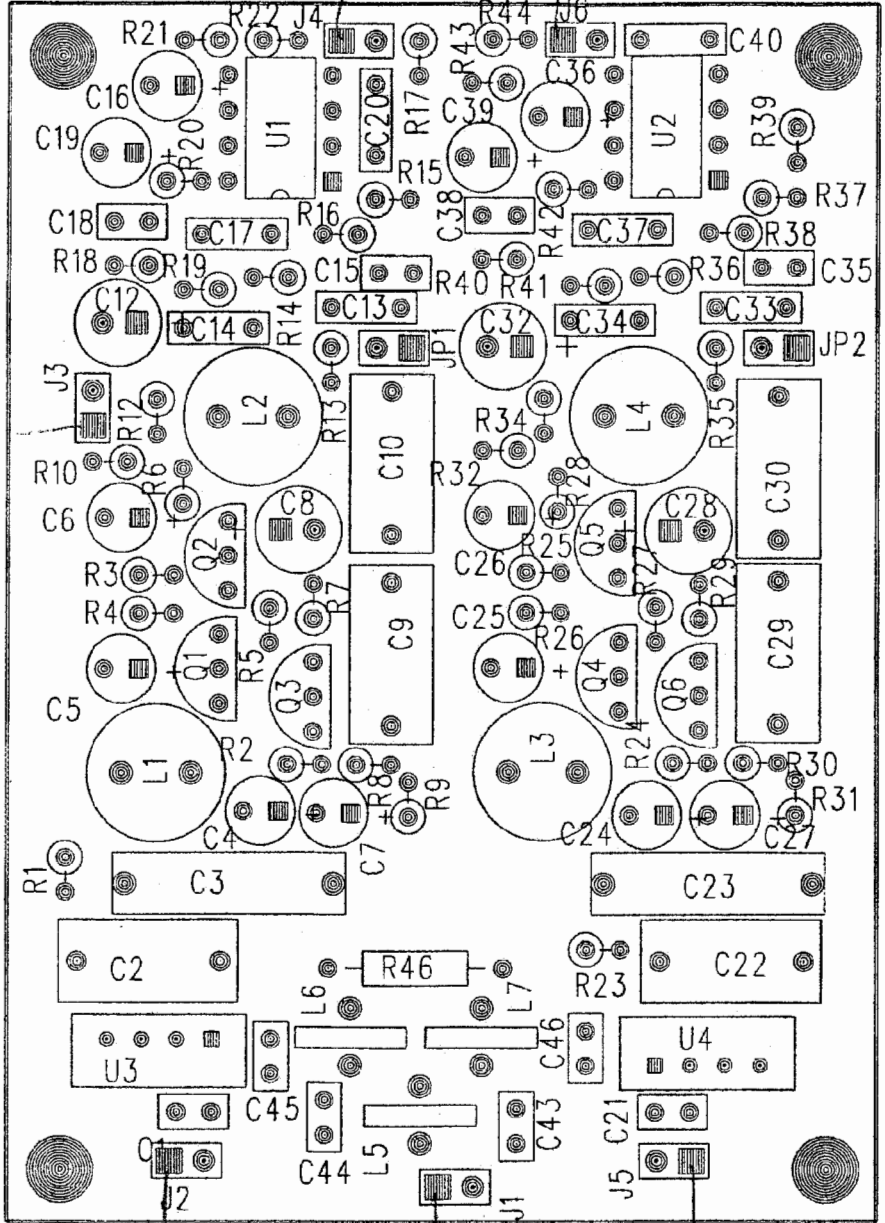 R21 R22 J4 R44 J6
C40
R43
C16 C20 R17 C36
C39 R39
C19 R20 U1 U2
R15 R37
C18 C17 R16 C38 R42 C37 R38
R18 R19 C15 R40 R41 R36 C35
C12 C14 R14 C13 C32 C34 C33
JP1 JP2
J3 L2 L4
R12 R13 R34 R35
R10 R6 C10 R32 R28 C30
C6 C8 C28
Q2 Q5
R3 C26 R25 R27 R29
R4 R7 C25 R26
R5 C9 C29
Q1 Q3 Q4 Q6
C5
L1 R2 L3 R24 R30
R8 R9 R31
C4 C7 C24 C27
R1 C3 C23
C2 R46 R23 C22
L6 L7
U3 C46 U4
C45 C43 C21
C44 L5
C1
J2 J1 J5